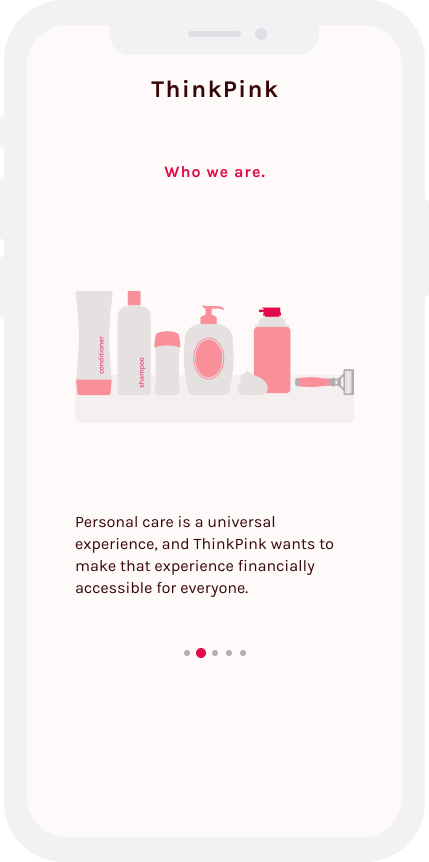 ThinkPink
Who we are.
conditioner
shampoo
Personal care is a universal
experience, and ThinkPink wants to
make that experience financially
accessible for everyone.